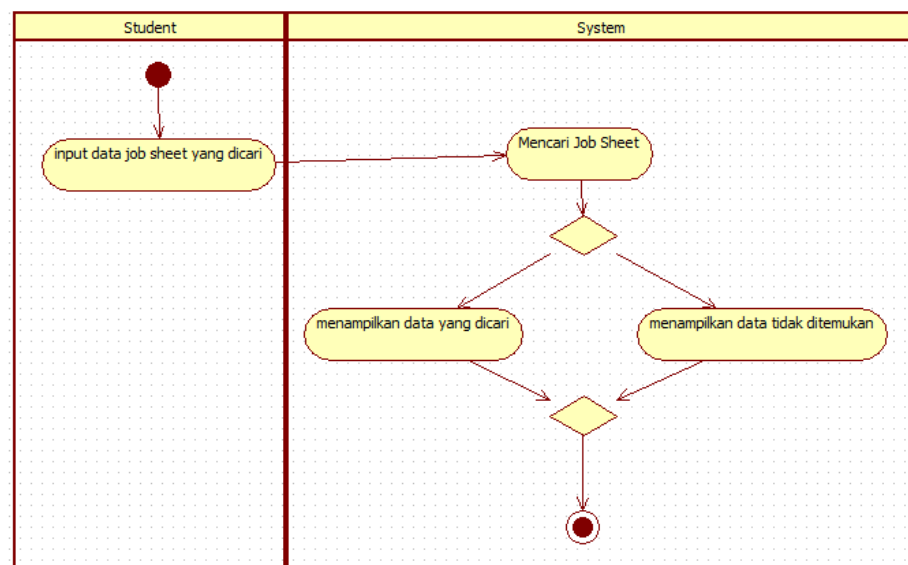 Student
System
input data job sheet yang dicari
Mencari Job Sheet
menampilkan data yang dicari
menampilkan data tidak ditemukan